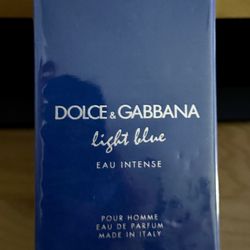 DOLCE & GABBANA
light blue
EAU INTENSE
POUR HOMME
EAU DE PARFUM
MADE IN ITALY